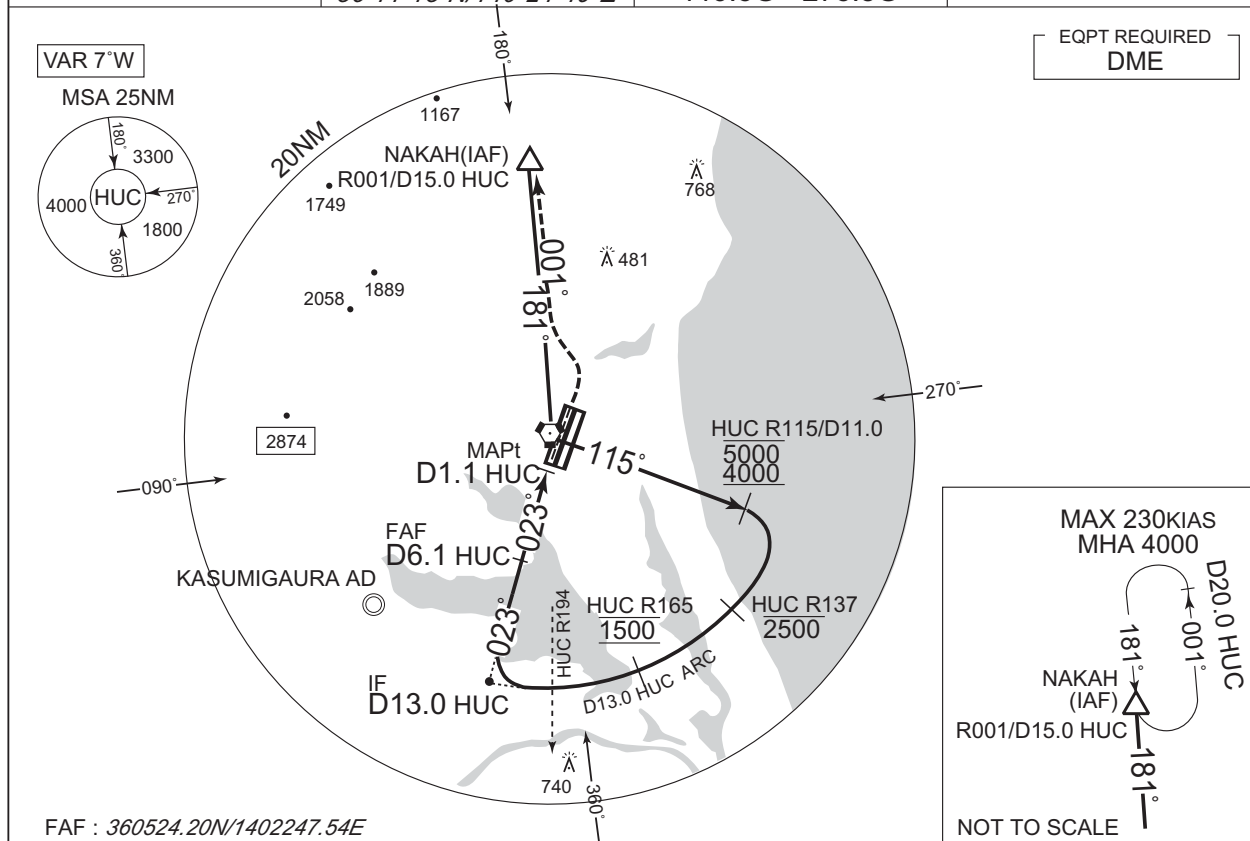 VAR 7°W
MSA 25NM
180°
3300
4000
HUC
270°
1800
360°
EQPT REQUIRED
DME
180°
20NM
1167
NAKAH(IAF)
R001/D15.0 HUC
768
1749
481
001°
181°
1889
2058
270°
2874
090°
MAPt
D1.1 HUC
115°
HUC R115/D11.0
5000
4000
023°
FAF
D6.1 HUC
KASUMIGAURA AD
023°
HUC R194
HUC R165
1500
HUC R137
2500
D13.0 HUC ARC
IF
D13.0 HUC
740
360°
FAF : 360524.20N/1402247.54E
MAX 230KIAS
MHA 4000
D20.0 HUC
181°
001°
NAKAH
(IAF)
R001/D15.0 HUC
181°
NOT TO SCALE